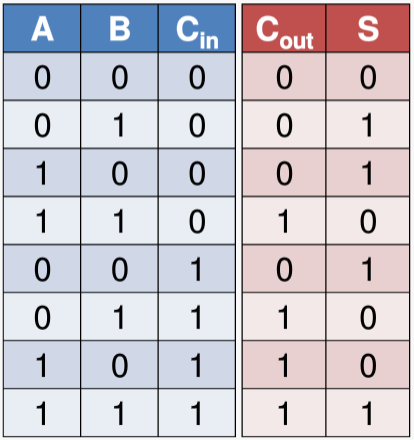 A B Cin Cout S
0 0 0 0 0
0 1 0 0 1
1 0 0 0 1
1 1 0 1 0
0 0 1 0 1
0 1 1 1 0
1 0 1 1 0
1 1 1 1 1